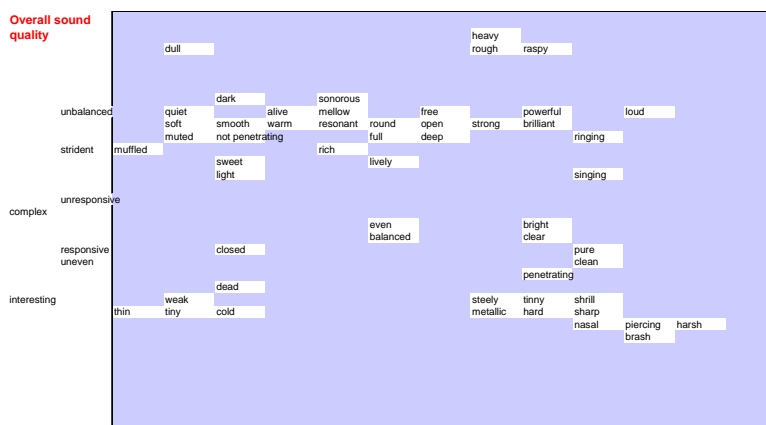 Overall sound
quality
heavy
dull rough raspy
dark sonorous
unbalanced quiet alive mellow free powerful loud
soft smooth warm resonant round open strong brilliant
muted not penetrating full deep ringing
strident muffled rich
sweet lively
light singing
unresponsive
complex
even bright
balanced clear
responsive closed pure
uneven clean
penetrating
dead
interesting weak steely tinny shrill
thin tiny cold metallic hard sharp
nasal piercing harsh
brash